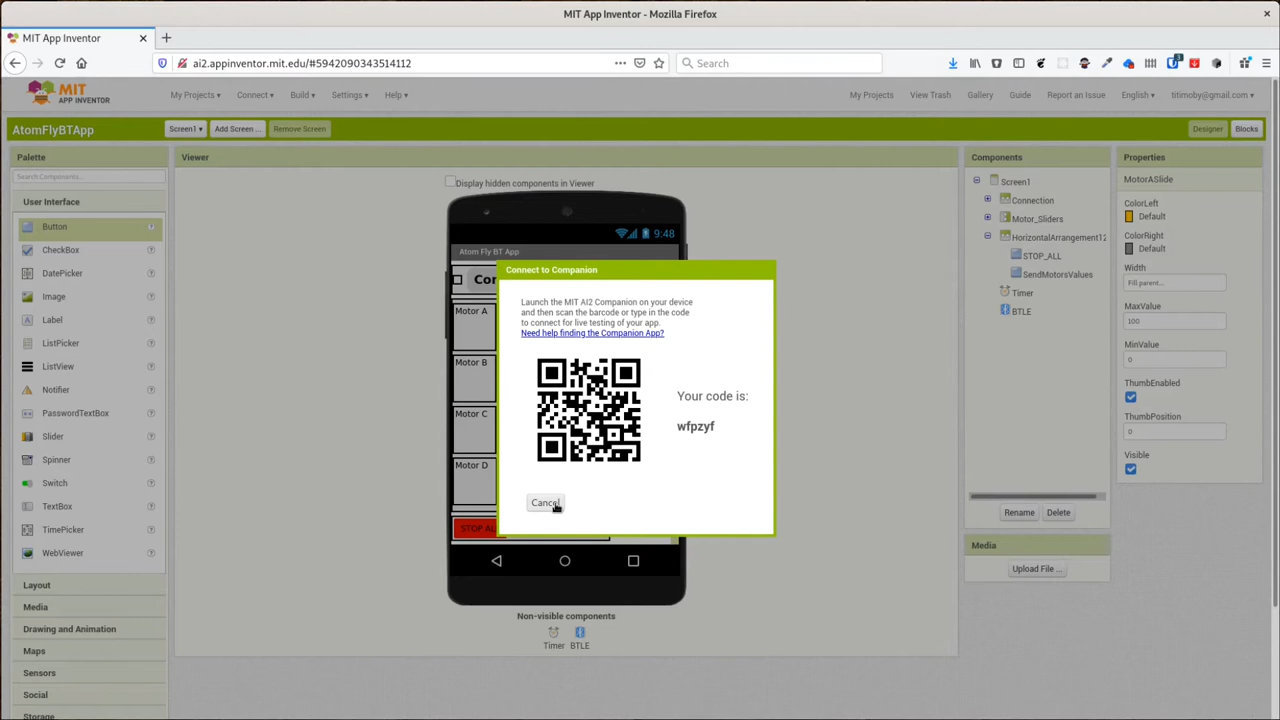 MIT App Inventor - Mozilla Firefox
MIT App Inventor
ai2.appinventor.mit.edu/#5942090343514112
Search
MIT APP INVENTOR
My Projects Connect Build Settings Help
My Projects View Trash Gallery Guide Report an Issue English titimoby@gmail.com
AtomFlyBTApp
Screen1 Add Screen ... Remove Screen
Designer Blocks
Palette
Search Components...
User Interface
Button
CheckBox
DatePicker
Image
Label
ListPicker
ListView
Notifier
PasswordTextBox
Slider
Spinner
Switch
TextBox
TimePicker
WebViewer
Layout
Media
Drawing and Animation
Maps
Sensors
Social
Storage
Viewer
Display hidden components in Viewer
9:48
Atom Fly BT App
Motor A
Motor B
Motor C
Motor D
Connect to Companion
Launch the MIT AI2 Companion on your device
and then scan the barcode or type in the code
to connect for live testing of your app.
Need help finding the Companion App?
Your code is:
wfpzyf
Cancel
Non-visible components
Timer BTLE
Components
Screen1
Connection
Motor_Sliders
HorizontalArrangement12
STOP_ALL
SendMotorsValues
Timer
BTLE
Rename Delete
Media
Upload File ...
Properties
MotorASlide
ColorLeft
Default
ColorRight
Default
Width
Fill parent...
MaxValue
100
MinValue
0
ThumbEnabled
ThumbPosition
0
Visible